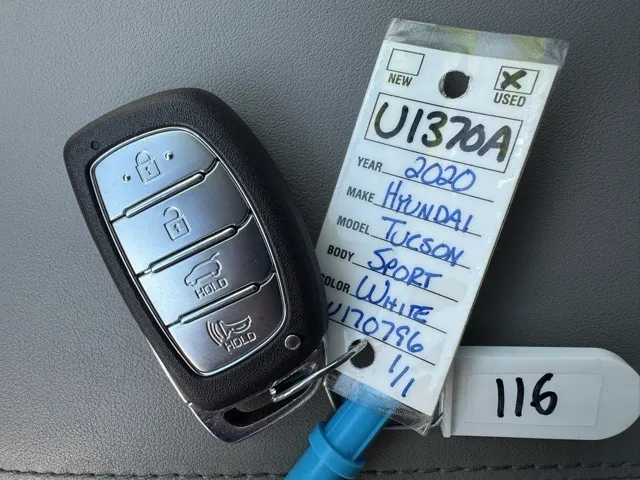 NEW
USED
U1370A
YEAR 2020
MAKE HYUNDAI
MODEL TUCSON
BODY SPORT
COLOR WHITE
U170796
1/1
116
HOLD
HOLD